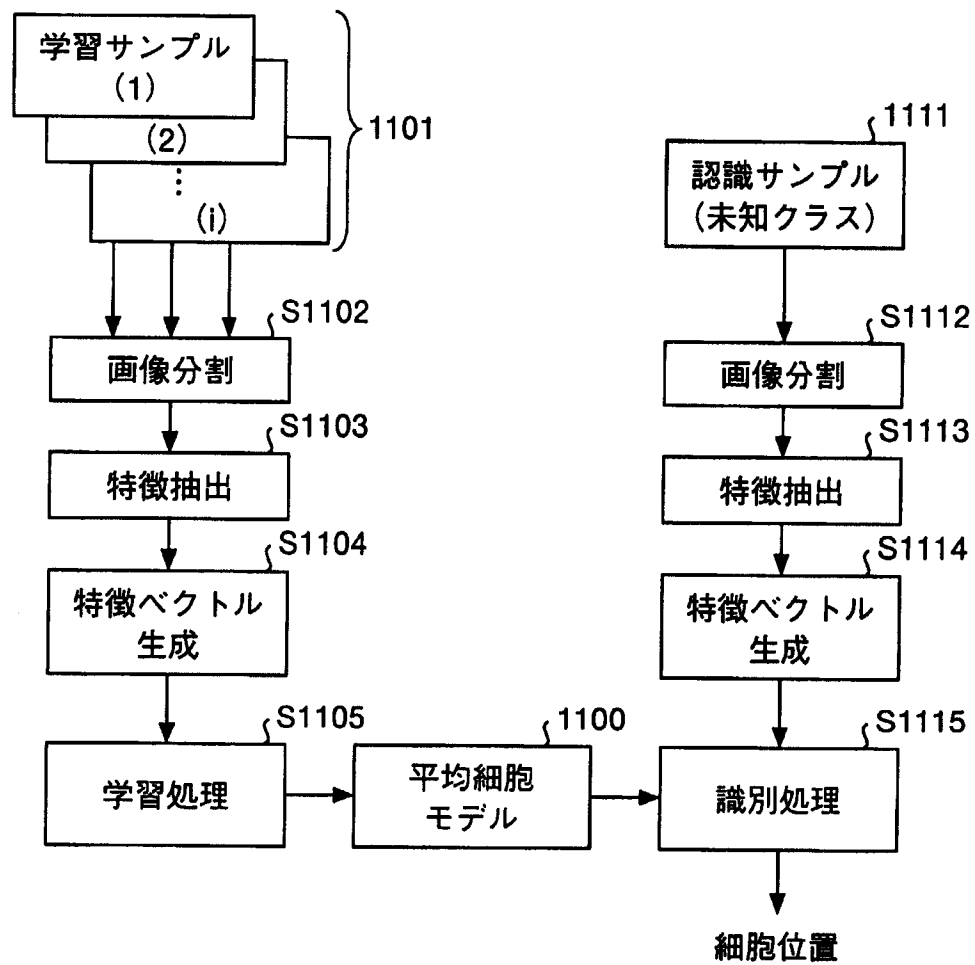 学習サンプル
(1)
(2)
⋮
(i)
1101
S1102
画像分割
S1103
特徴抽出
S1104
特徴ベクトル
生成
S1105
学習処理
1100
平均細胞
モデル
1111
認識サンプル
(未知クラス)
S1112
画像分割
S1113
特徴抽出
S1114
特徴ベクトル
生成
S1115
識別処理
細胞位置